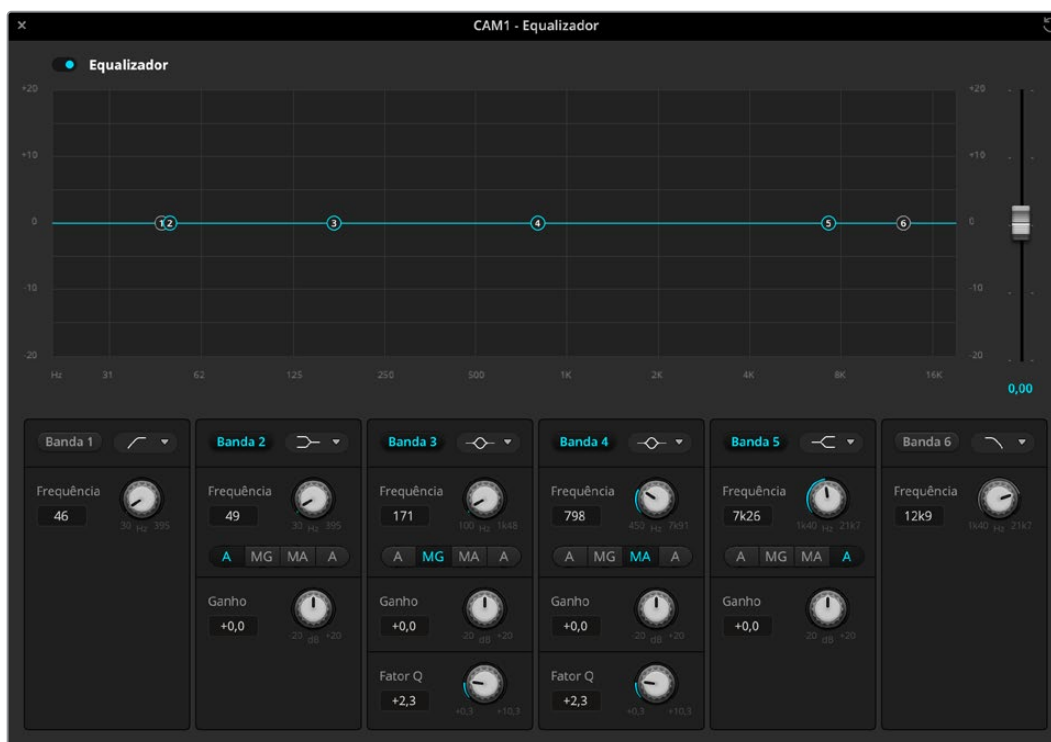 CAM1 - Equalizador
Equalizador
+20 +20
+10 +10
1 2 3 4 5 6
0 0
-10 -10
-20 -20
Hz 31 62 125 250 500 1K 2K 4K 8K 16K
0,00
Banda 1 Banda 2 Banda 3 Banda 4 Banda 5 Banda 6
Frequência Frequência Frequência Frequência Frequência Frequência
46 49 171 798 7k26 12k9
30 Hz 395 30 Hz 395 100 Hz 1k48 450 Hz 7k91 1k40 Hz 21k7 1k40 Hz 21k7
A MG MA A A MG MA A A MG MA A A MG MA A
Ganho Ganho Ganho Ganho
+0,0 +0,0 +0,0 +0,0
-20 dB +20 -20 dB +20 -20 dB +20 -20 dB +20
Fator Q Fator Q
+2,3 +2,3
+0,3 +10,3 +0,3 +10,3